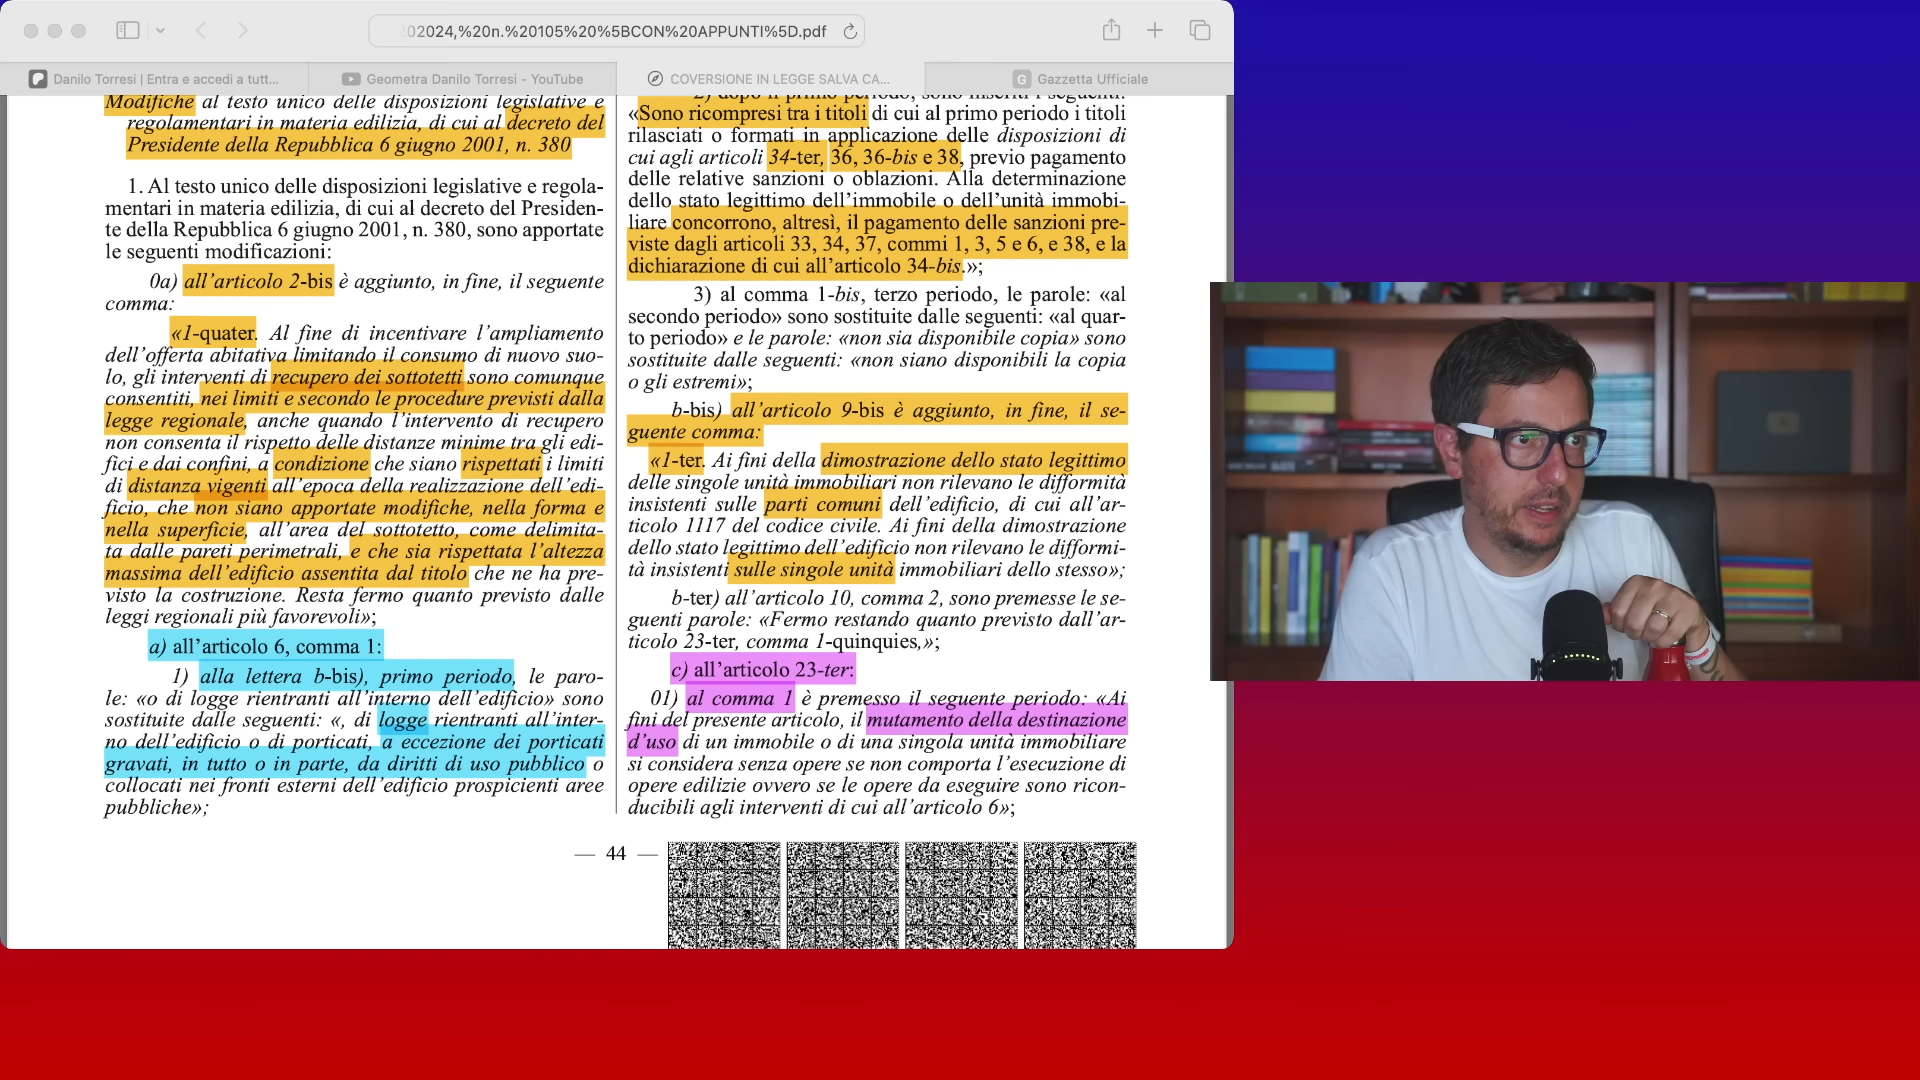 202024,%20n.%20105%20%5BCON%20APPUNTI%5D.pdf
Danilo Torresi | Entra e accedi a tutt...
Geometra Danilo Torresi - YouTube
COVERSIONE IN LEGGE SALVA CA...
G Gazzetta Ufficiale
Modifiche al testo unico delle disposizioni legislative e
regolamentari in materia edilizia, di cui al decreto del
Presidente della Repubblica 6 giugno 2001, n. 380
1. Al testo unico delle disposizioni legislative e regola-
mentari in materia edilizia, di cui al decreto del Presiden-
te della Repubblica 6 giugno 2001, n. 380, sono apportate
le seguenti modificazioni:
0a) all'articolo 2-bis è aggiunto, in fine, il seguente
comma:
«1-quater. Al fine di incentivare l'ampliamento
dell'offerta abitativa limitando il consumo di nuovo suo-
lo, gli interventi di recupero dei sottotetti sono comunque
consentiti, nei limiti e secondo le procedure previsti dalla
legge regionale, anche quando l'intervento di recupero
non consenta il rispetto delle distanze minime tra gli edi-
fici e dai confini, a condizione che siano rispettati i limiti
di distanza vigenti all'epoca della realizzazione dell'edi-
ficio, che non siano apportate modifiche, nella forma e
nella superficie, all'area del sottotetto, come delimita-
ta dalle pareti perimetrali, e che sia rispettata l'altezza
massima dell'edificio assentita dal titolo che ne ha pre-
visto la costruzione. Resta fermo quanto previsto dalle
leggi regionali più favorevoli»;
a) all'articolo 6, comma 1:
1) alla lettera b-bis), primo periodo, le paro-
le: «o di logge rientranti all'interno dell'edificio» sono
sostituite dalle seguenti: «, di logge rientranti all'inter-
no dell'edificio o di porticati, a eccezione dei porticati
gravati, in tutto o in parte, da diritti di uso pubblico o
collocati nei fronti esterni dell'edificio prospicienti aree
pubbliche»;
2) dopo il primo periodo, sono inseriti i seguenti:
«Sono ricompresi tra i titoli di cui al primo periodo i titoli
rilasciati o formati in applicazione delle disposizioni di
cui agli articoli 34-ter, 36, 36-bis e 38, previo pagamento
delle relative sanzioni o oblazioni. Alla determinazione
dello stato legittimo dell'immobile o dell'unità immobi-
liare concorrono, altresì, il pagamento delle sanzioni pre-
viste dagli articoli 33, 34, 37, commi 1, 3, 5 e 6, e 38, e la
dichiarazione di cui all'articolo 34-bis.»;
3) al comma 1-bis, terzo periodo, le parole: «al
secondo periodo» sono sostituite dalle seguenti: «al quar-
to periodo» e le parole: «non sia disponibile copia» sono
sostituite dalle seguenti: «non siano disponibili la copia
o gli estremi»;
b-bis) all'articolo 9-bis è aggiunto, in fine, il se-
guente comma:
«1-ter. Ai fini della dimostrazione dello stato legittimo
delle singole unità immobiliari non rilevano le difformità
insistenti sulle parti comuni dell'edificio, di cui all'ar-
ticolo 1117 del codice civile. Ai fini della dimostrazione
dello stato legittimo dell'edificio non rilevano le difformi-
tà insistenti sulle singole unità immobiliari dello stesso»;
b-ter) all'articolo 10, comma 2, sono premesse le se-
guenti parole: «Fermo restando quanto previsto dall'ar-
ticolo 23-ter, comma 1-quinquies,»;
c) all'articolo 23-ter:
01) al comma 1 è premesso il seguente periodo: «Ai
fini del presente articolo, il mutamento della destinazione
d'uso di un immobile o di una singola unità immobiliare
si considera senza opere se non comporta l'esecuzione di
opere edilizie ovvero se le opere da eseguire sono ricon-
ducibili agli interventi di cui all'articolo 6»;
— 44 —